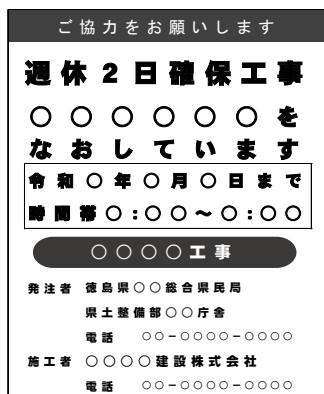 ご協力をお願いします
週休2日確保工事
○○○○○○○を
なおしています
令和○年○月○日まで
時間帯○:○○~○:○○
○○○○工事
発注者 徳島県○○総合県民局
県土整備部○○庁舎
電話 ○○-○○○○-○○○○
施工者 ○○○○建設株式会社
電話 ○○-○○○○-○○○○